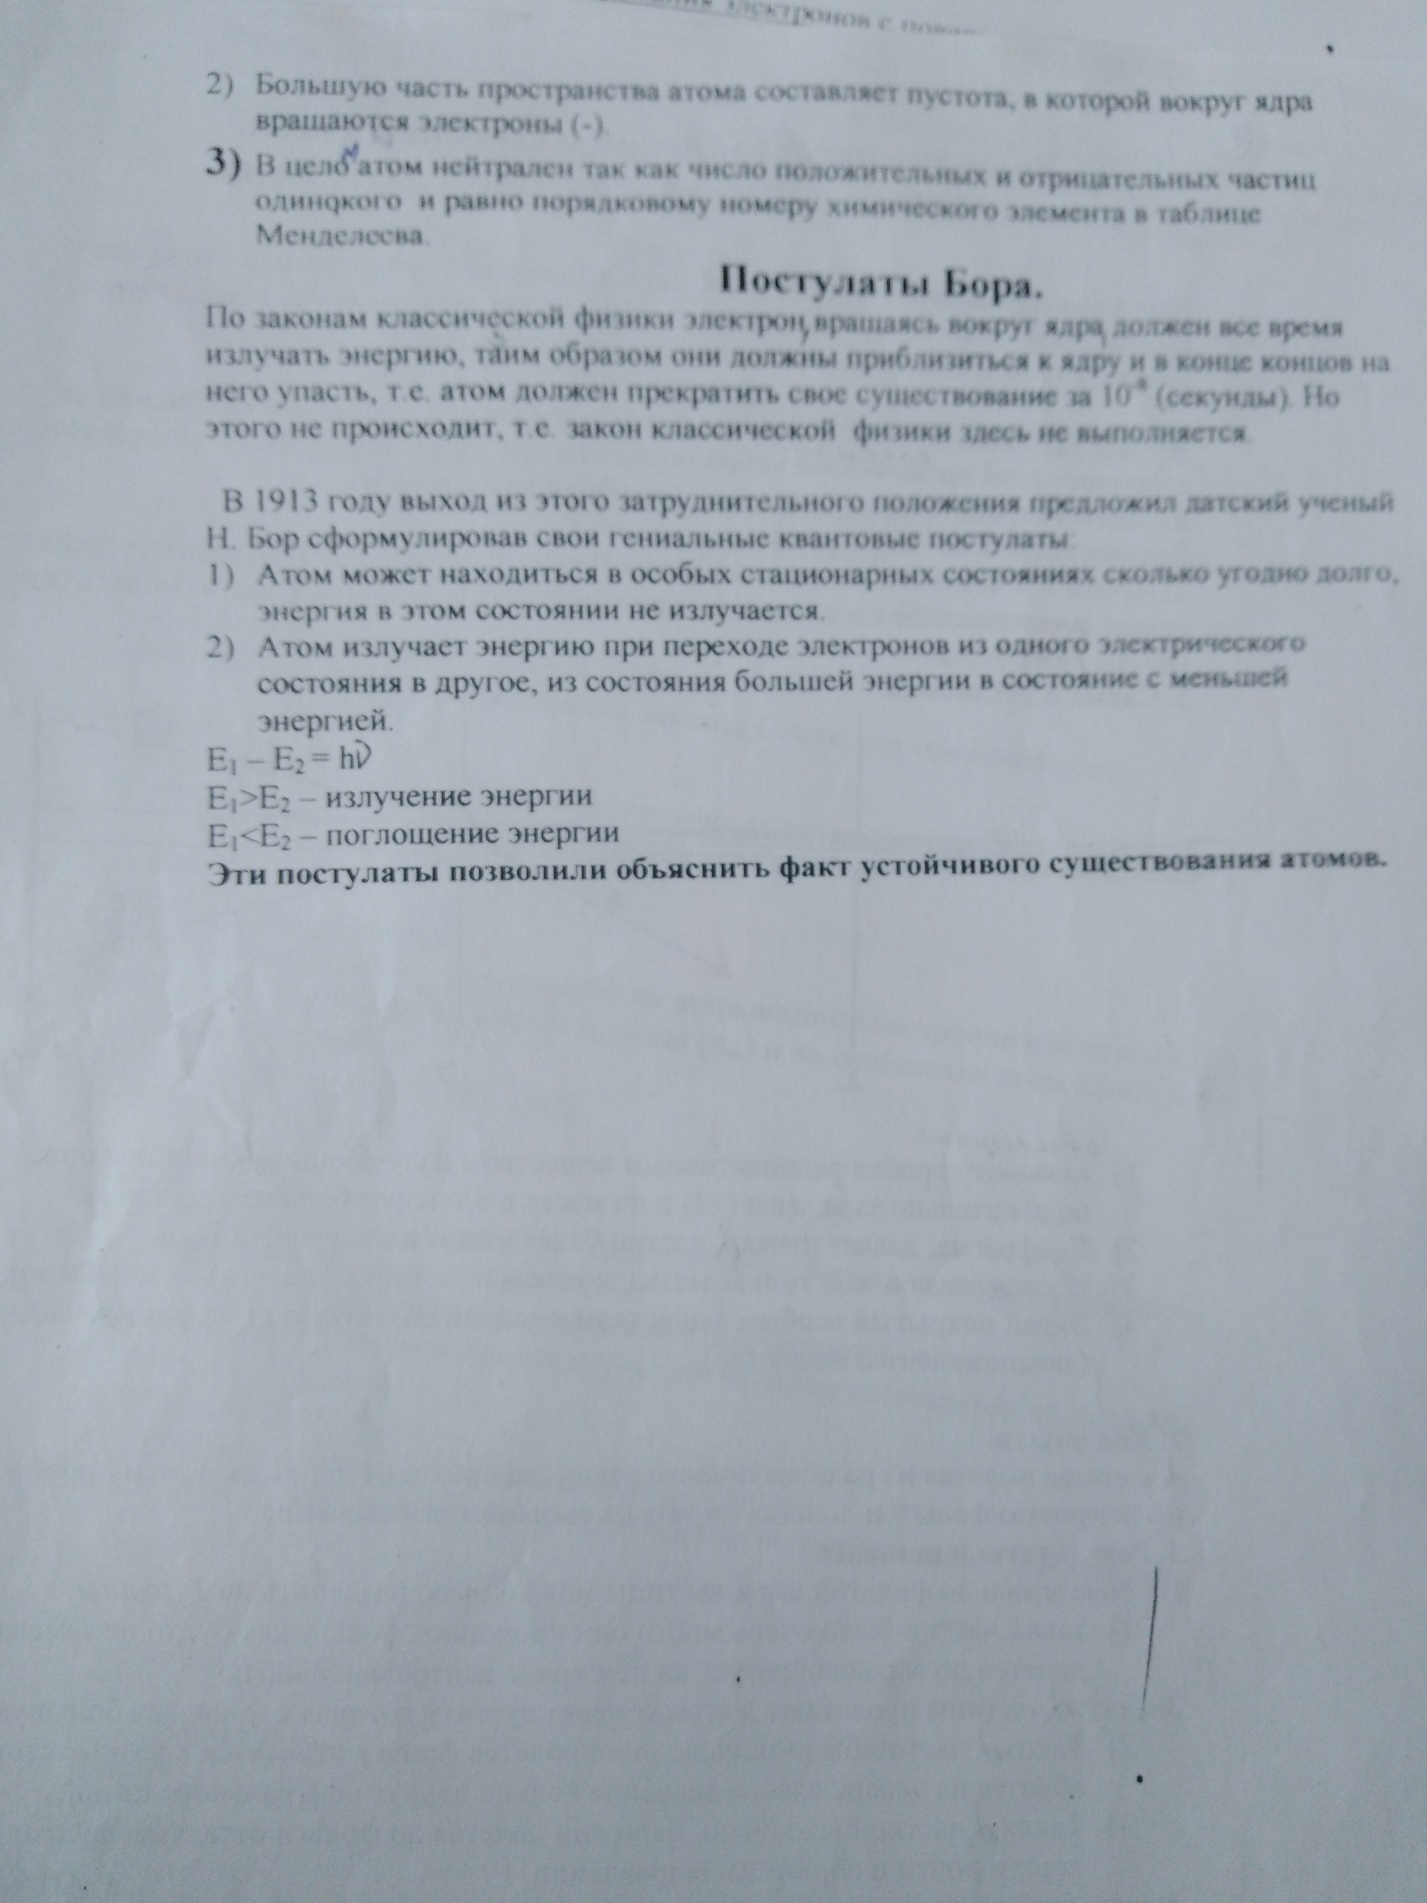 электронов с
2) Большую часть пространства атома составляет пустота, в которой вокруг ядра
вращаются электроны (-).
3) В целом атом нейтрален так как число положительных и отрицательных частиц
одинокого и равно порядковому номеру химического элемента в таблице
Менделеева.
Постулаты Бора.
По законам классической физики электрон, вращаясь вокруг ядра, должен все время
излучать энергию, таим образом они должны приблизиться к ядру и в конце концов на
него упасть, т.е. атом должен прекратить свое существование за 10⁻⁸ (секунды). Но
этого не происходит, т.е. закон классической физики здесь не выполняется.
В 1913 году выход из этого затруднительного положения предложил датский ученый
Н. Бор сформулировав свои гениальные квантовые постулаты:
1) Атом может находиться в особых стационарных состояниях сколько угодно долго,
энергия в этом состоянии не излучается.
2) Атом излучает энергию при переходе электронов из одного электрического
состояния в другое, из состояния большей энергии в состояние с меньшей
энергией.
E₁ – E₂ = hν
E₁>E₂ – излучение энергии
E₁<E₂ – поглощение энергии
Эти постулаты позволили объяснить факт устойчивого существования атомов.